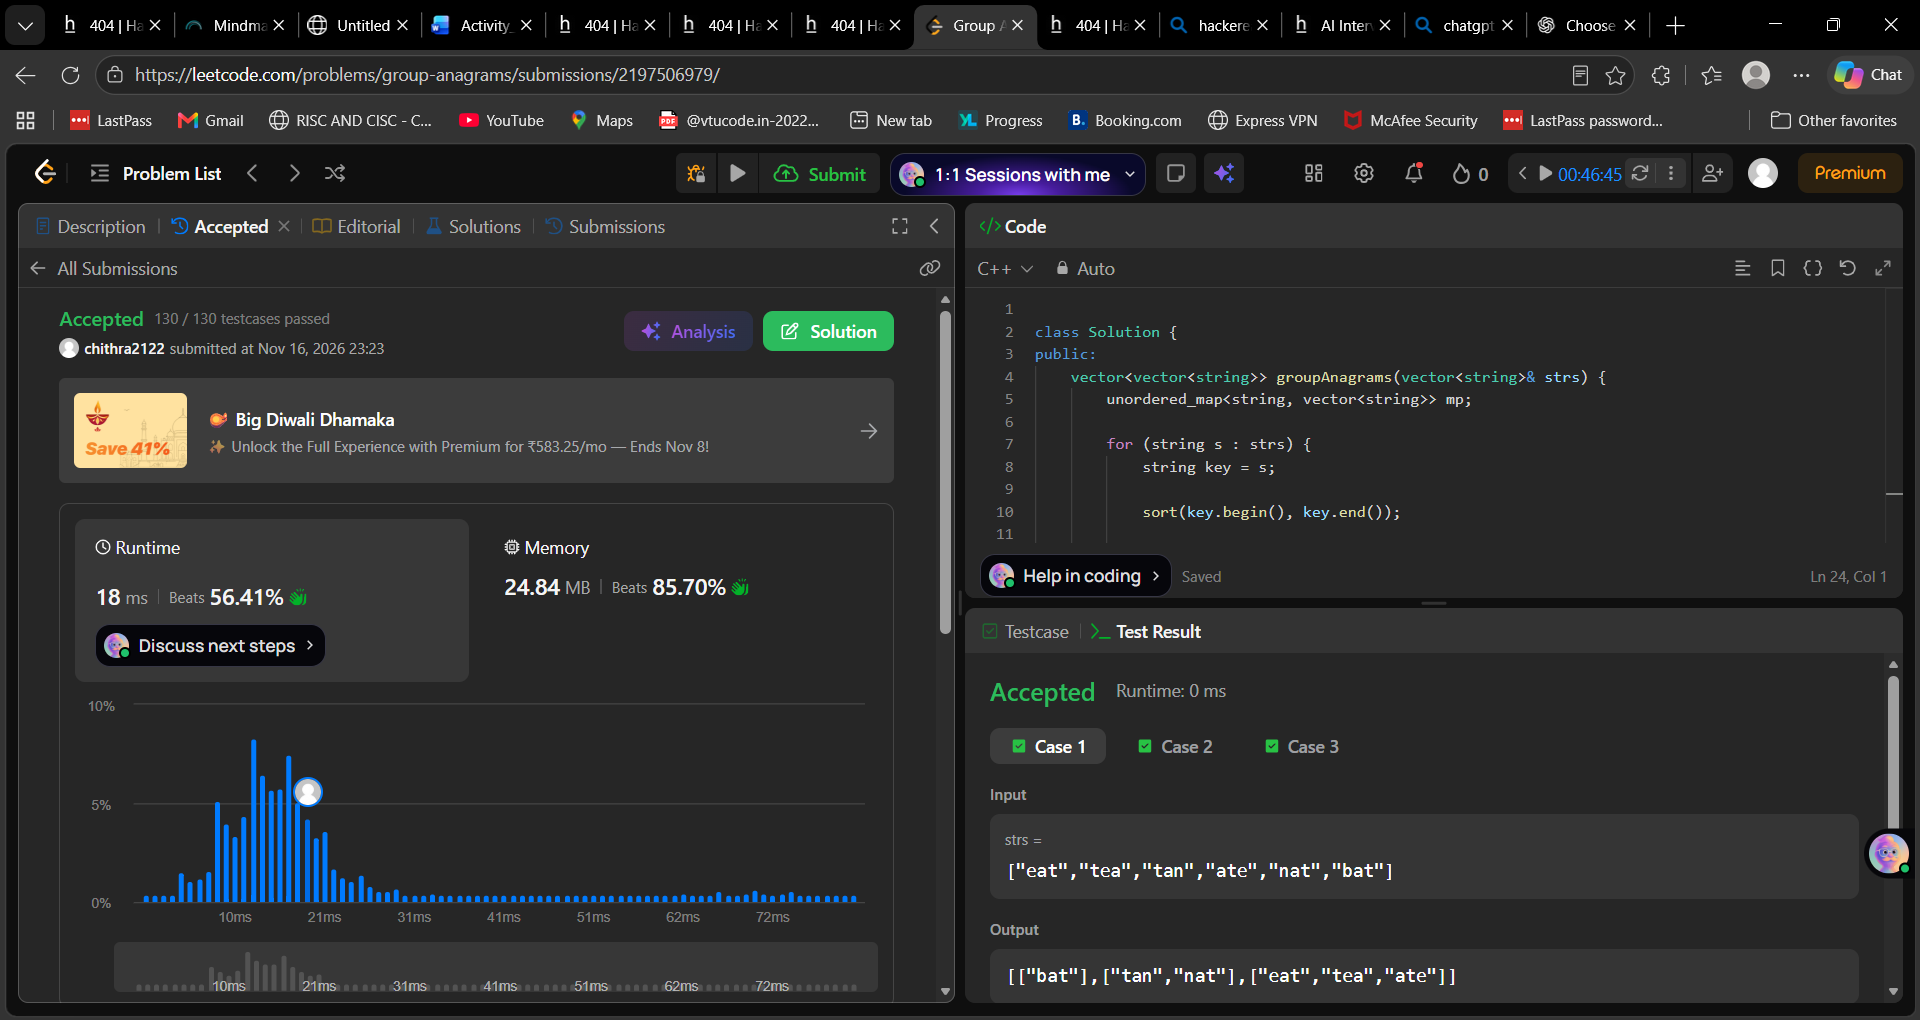 404 | Ha
Mindma
Untitled
Activity_
404 | Ha
404 | Ha
404 | Ha
Group A
404 | Ha
hackere
AI Inter
chatgpt
Choose
https://leetcode.com/problems/group-anagrams/submissions/2197506979/
Chat
LastPass
Gmail
RISC AND CISC - C...
YouTube
Maps
@vtucode.in-2022...
New tab
Progress
Booking.com
Express VPN
McAfee Security
LastPass password...
Other favorites
Problem List
Submit
1:1 Sessions with me
0
00:46:45
Premium
Description
Accepted
Editorial
Solutions
Submissions
All Submissions
Accepted 130 / 130 testcases passed
chithra2122 submitted at Nov 16, 2026 23:23
Analysis
Solution
Save 41%
Big Diwali Dhamaka
Unlock the Full Experience with Premium for ₹583.25/mo — Ends Nov 8!
Runtime
18 ms | Beats 56.41%
Discuss next steps
Memory
24.84 MB | Beats 85.70%
10%
5%
0%
10ms 21ms 31ms 41ms 51ms 62ms 72ms
10ms 21ms 31ms 41ms 51ms 62ms 72ms
</> Code
C++
Auto
1
2 class Solution {
3 public:
4 vector<vector<string>> groupAnagrams(vector<string>& strs) {
5 unordered_map<string, vector<string>> mp;
6
7 for (string s : strs) {
8 string key = s;
9
10 sort(key.begin(), key.end());
11
Help in coding
Saved
Ln 24, Col 1
Testcase
Test Result
Accepted Runtime: 0 ms
Case 1
Case 2
Case 3
Input
strs =
["eat","tea","tan","ate","nat","bat"]
Output
[["bat"],["tan","nat"],["eat","tea","ate"]]